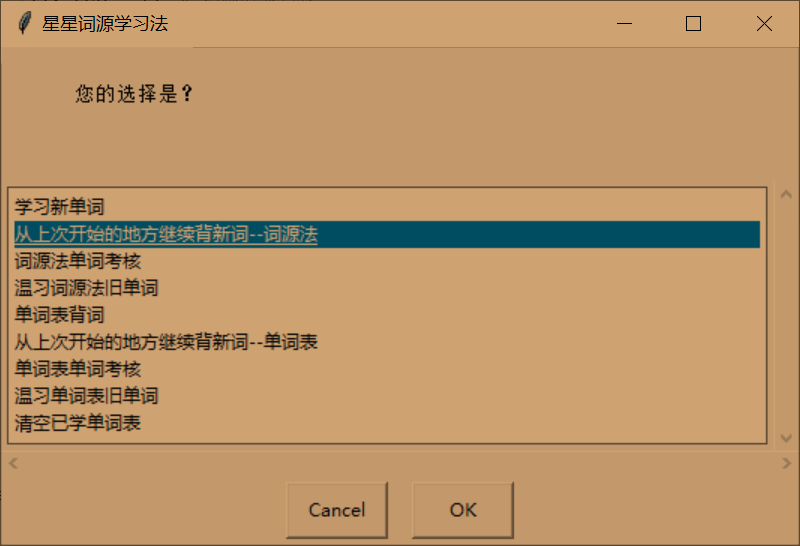 星星词源学习法
您的选择是？
学习新单词
从上次开始的地方继续背新词--词源法
词源法单词考核
温习词源法旧单词
单词表背词
从上次开始的地方继续背新词--单词表
单词表单词考核
温习单词表旧单词
清空已学单词表
Cancel OK